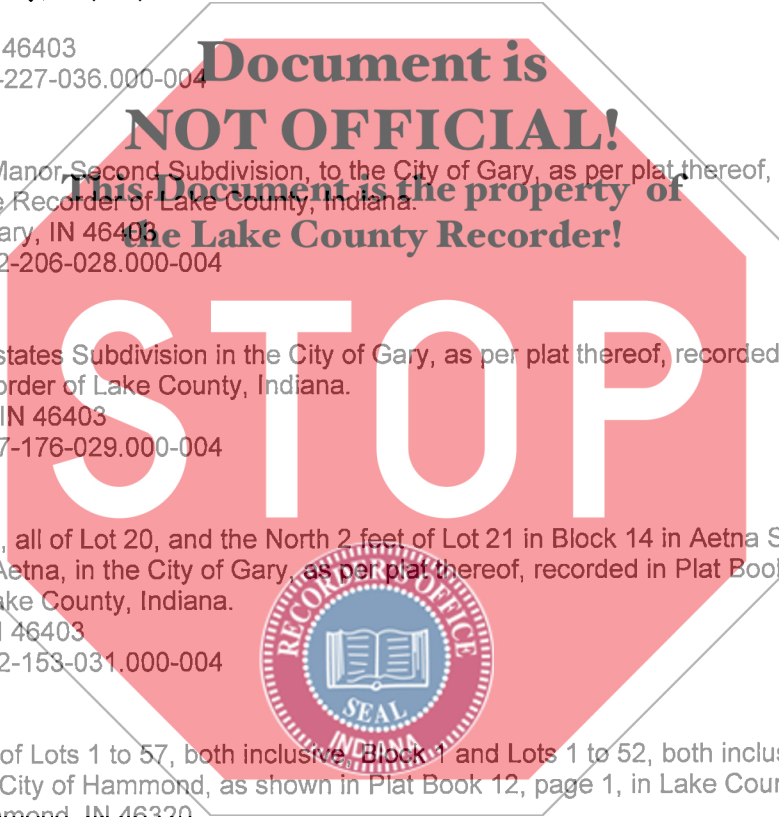 46403
-227-036.000-004
Document is
NOT OFFICIAL!
Manor Second Subdivision, to the City of Gary, as per plat thereof,
This Document is the property of
e Recorder of Lake County, Indiana.
the Lake County Recorder!
ary, IN 46403
2-206-028.000-004
states Subdivision in the City of Gary, as per plat thereof, recorded
order of Lake County, Indiana.
IN 46403
7-176-029.000-004
STOP
, all of Lot 20, and the North 2 feet of Lot 21 in Block 14 in Aetna S
Aetna, in the City of Gary, as per plat thereof, recorded in Plat Boo
ake County, Indiana.
46403
2-153-031.000-004
RECORDER'S OFFICE
SEAL
INDIANA
of Lots 1 to 57, both inclusive, Block 1 and Lots 1 to 52, both inclus
City of Hammond, as shown in Plat Book 12, page 1, in Lake Coun
mond, IN 46320